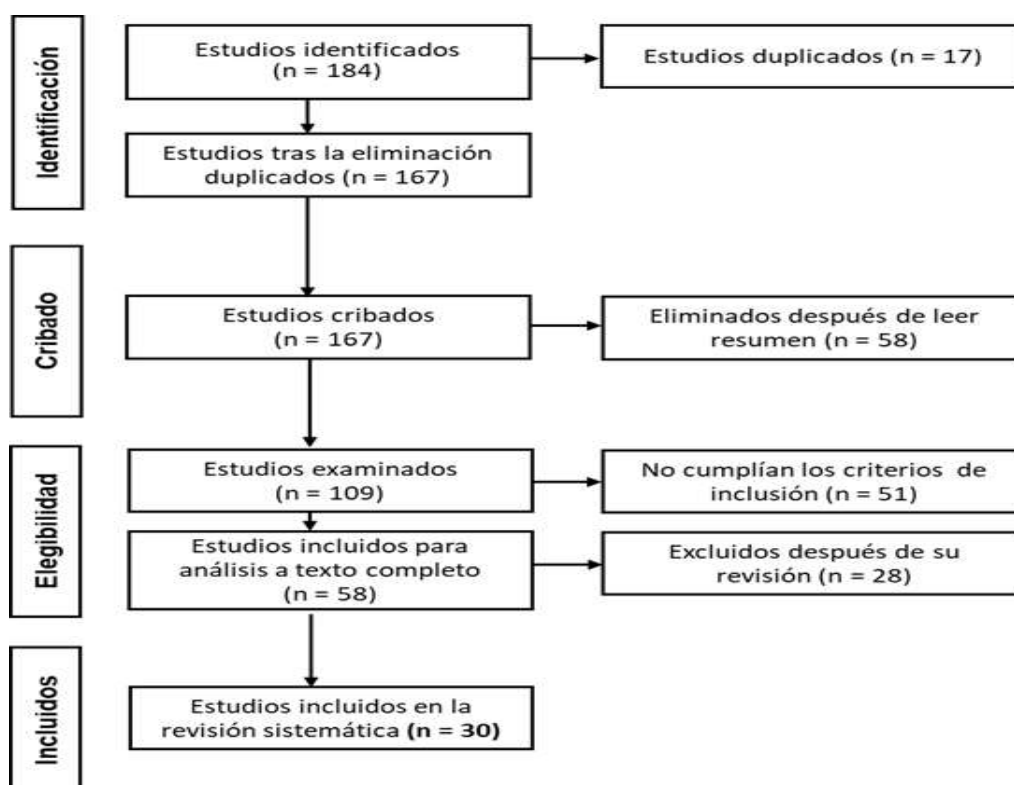 Identificación
Estudios identificados
(n = 184)
Estudios duplicados (n = 17)
Estudios tras la eliminación
duplicados (n = 167)
Cribado
Estudios cribados
(n = 167)
Eliminados después de leer
resumen (n = 58)
Elegibilidad
Estudios examinados
(n = 109)
No cumplían los criterios de
inclusión (n = 51)
Estudios incluidos para
análisis a texto completo
(n = 58)
Excluidos después de su
revisión (n = 28)
Incluidos
Estudios incluidos en la
revisión sistemática (n = 30)